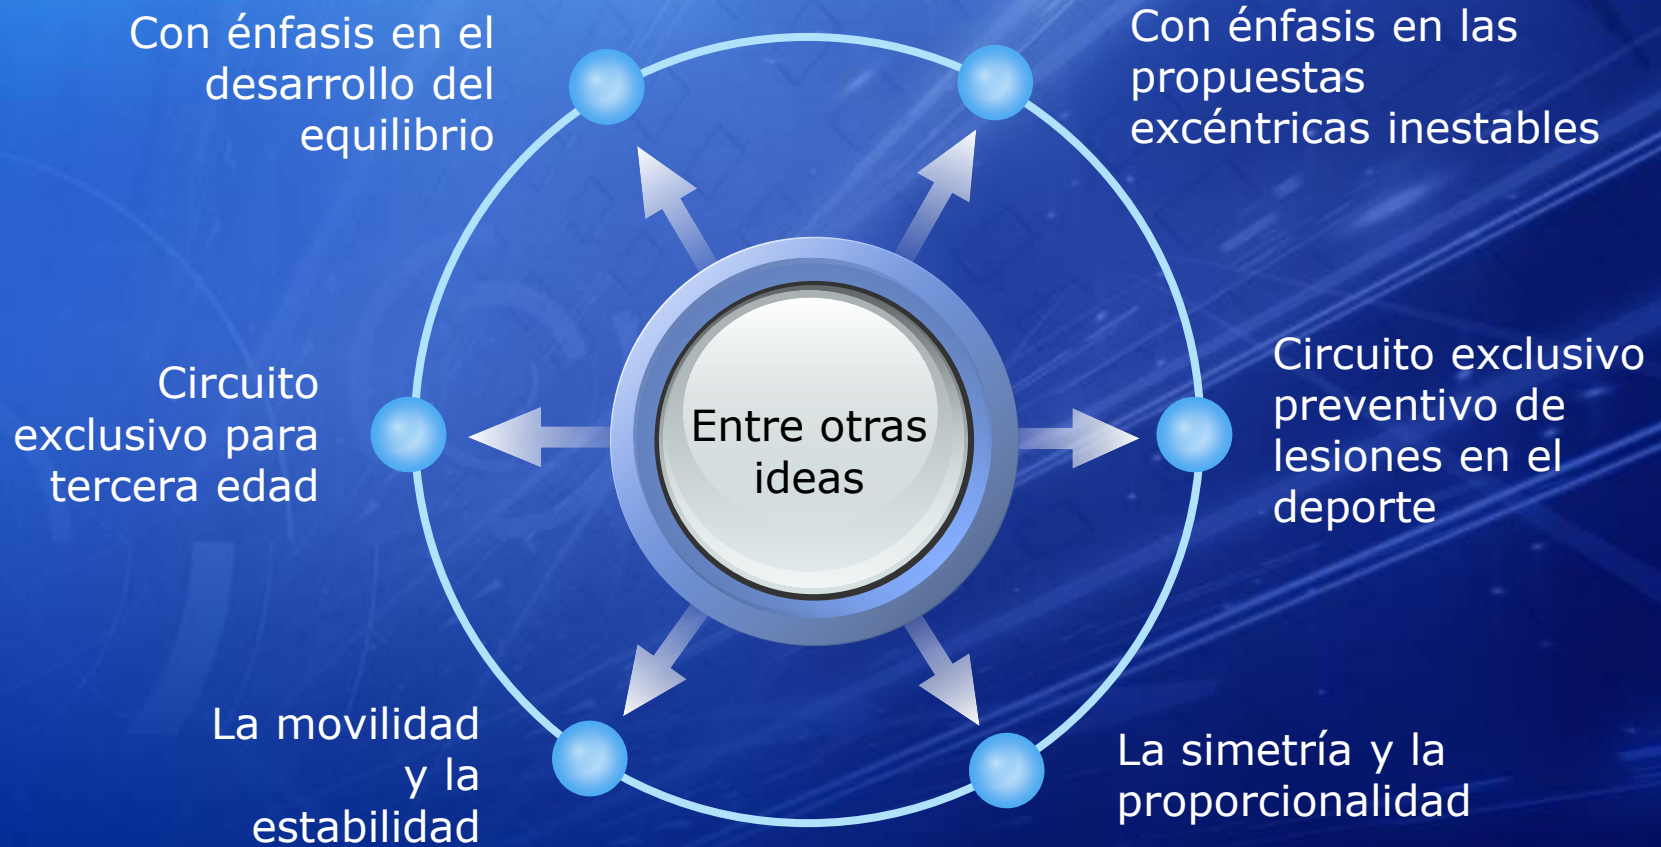 Con énfasis en el
desarrollo del
equilibrio
Con énfasis en las
propuestas
excéntricas inestables
Circuito
exclusivo para
tercera edad
Entre otras
ideas
Circuito exclusivo
preventivo de
lesiones en el
deporte
La movilidad
y la
estabilidad
La simetría y la
proporcionalidad